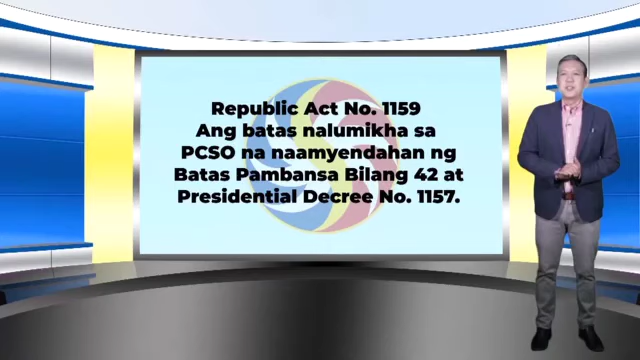 Republic Act No. 1159
Ang batas nalumikha sa
PCSO na naamyendahan ng
Batas Pambansa Bilang 42 at
Presidential Decree No. 1157.